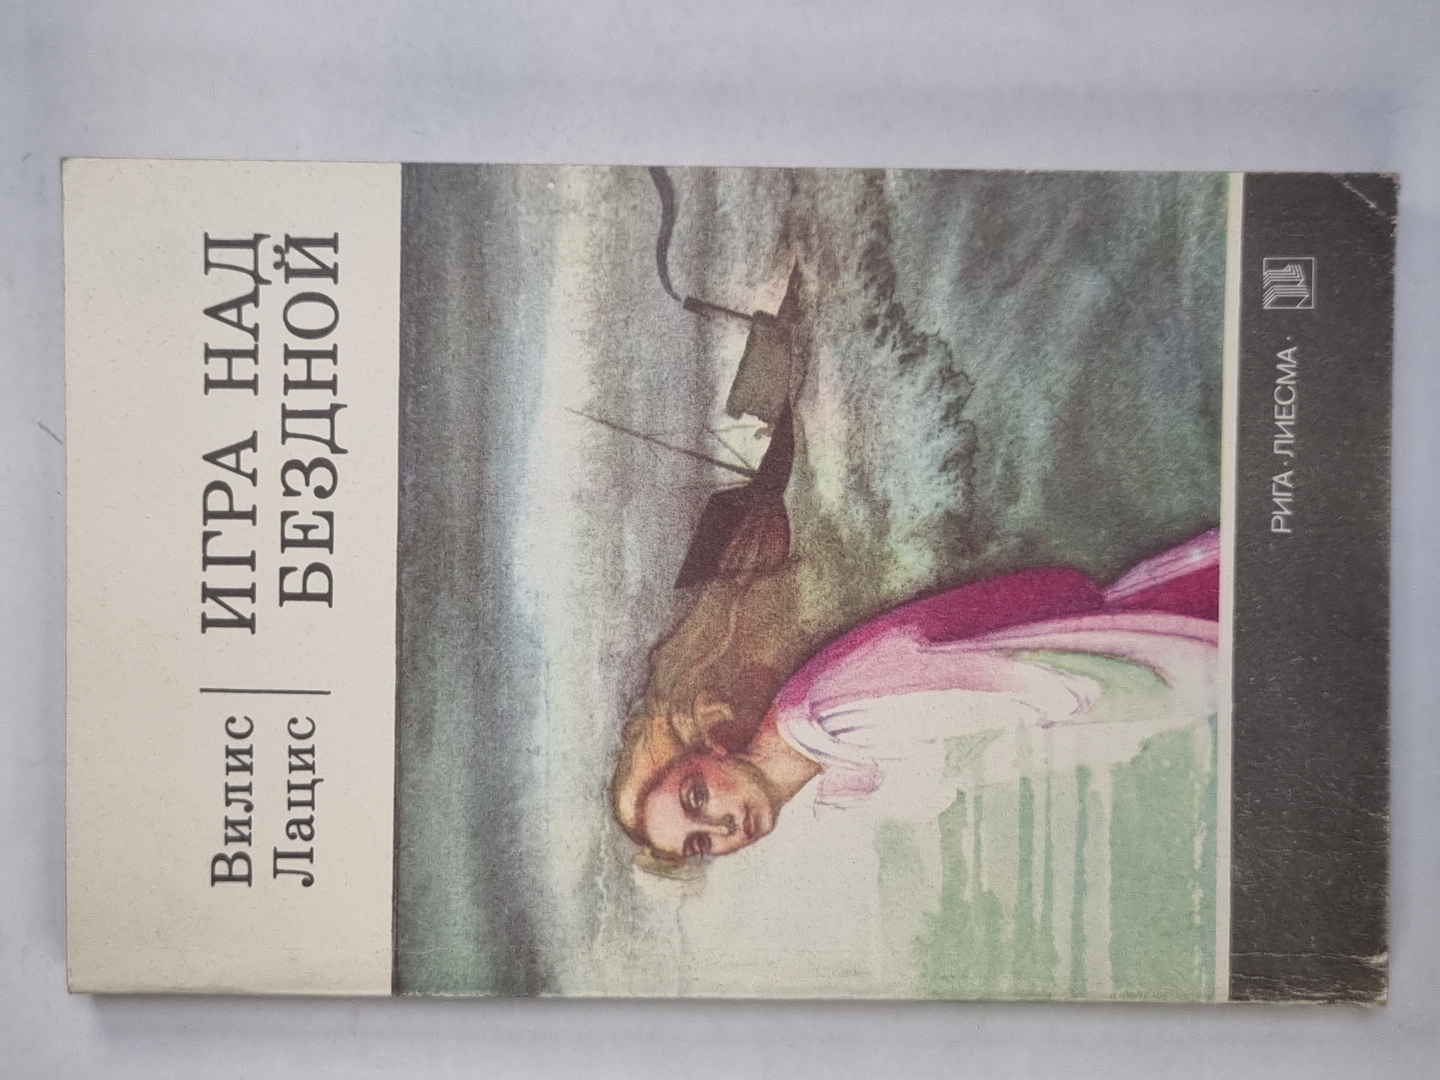 Вилис
Лацис
ИГРА НАД
БЕЗДНОЙ
РИГА · ЛИЕСМА ·